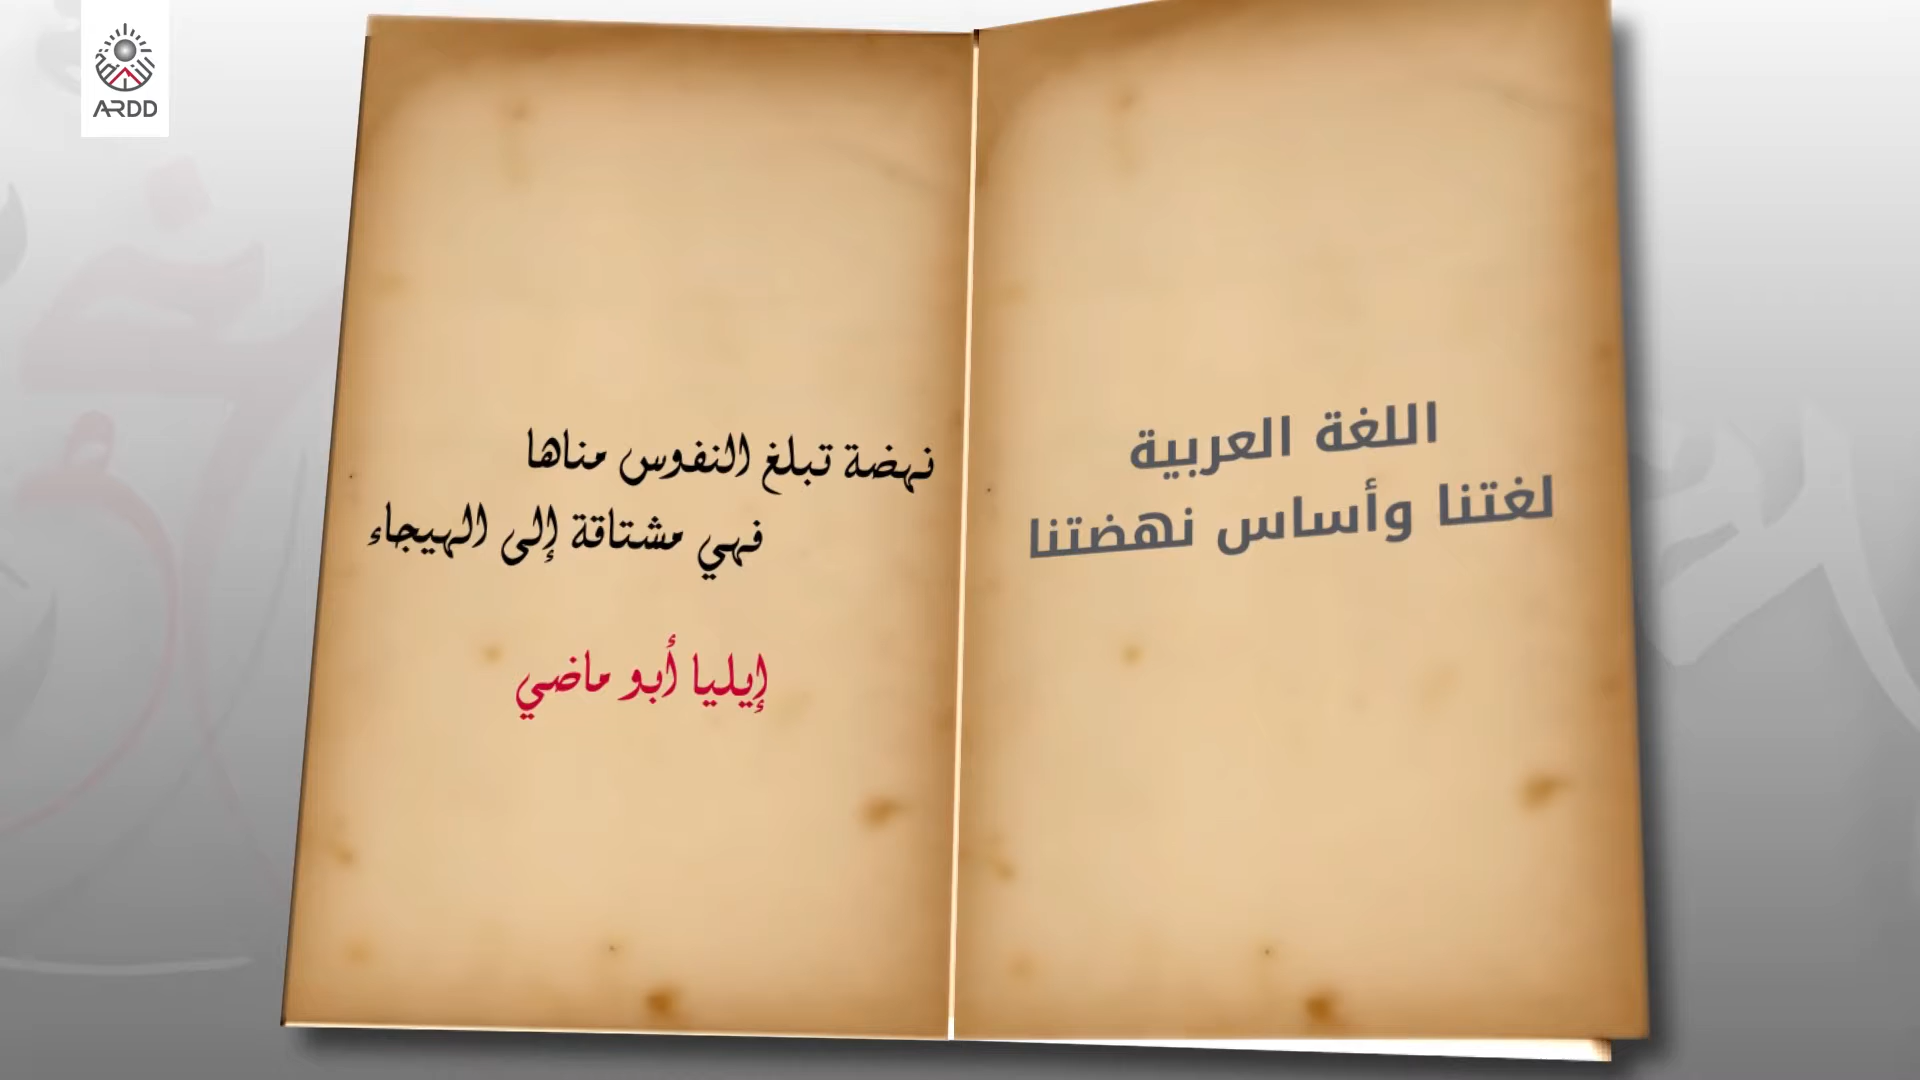 ARDD
اللغة العربية
لغتنا وأساس نهضتنا
نهضة تبلغ النفوس مناها
فهي مشتاقة إلى الهيجاء
إيليا أبو ماضي